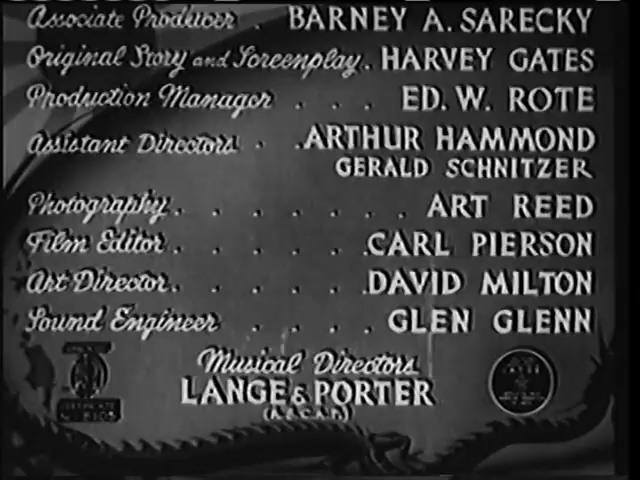 Associate Producer . BARNEY A. SARECKY
Original Story and Screenplay . . HARVEY GATES
Production Manager . . . ED. W. ROTE
Assistant Directors . . ARTHUR HAMMOND
GERALD SCHNITZER
Photography . . . . . . . ART REED
Film Editor . . . . . . CARL PIERSON
Art Director . . . . . . DAVID MILTON
Sound Engineer . . . . GLEN GLENN
Musical Directors
LANGE & PORTER
(A.S.C.A.P.)